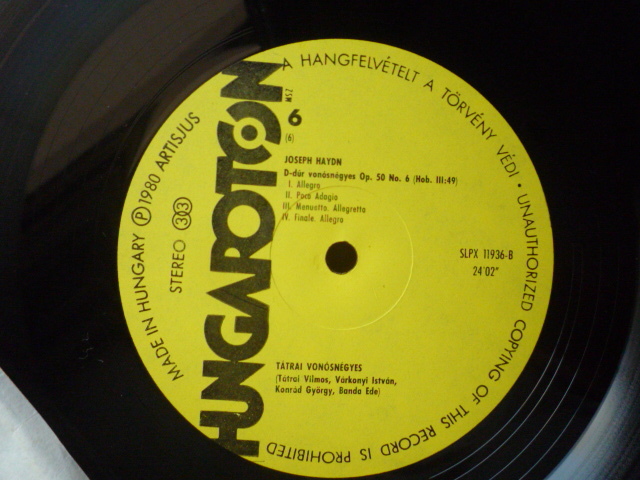 A HANGFELVÉTELT A TÖRVÉNY VÉDI • UNAUTHORIZED COPYING OF THIS RECORD IS PROHIBITED
MADE IN HUNGARY Ⓟ 1980 ARTISJUS
STEREO 33
HUNGAROTON
MSZ
6
(6)
JOSEPH HAYDN
D-dúr vonósnégyes Op. 50 No. 6 (Hob. III:49)
I. Allegro
II. Poco Adagio
III. Menuetto. Allegretto
IV. Finale. Allegro
SLPX 11936-B
24'02"
TÁTRAI VONÓSNÉGYES
(Tátrai Vilmos, Várkonyi István,
Konrád György, Banda Ede)